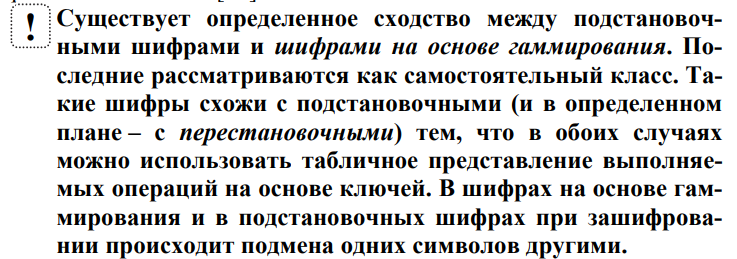 ! Существует определенное сходство между подстановоч-
ными шифрами и шифрами на основе гаммирования. По-
следние рассматриваются как самостоятельный класс. Та-
кие шифры схожи с подстановочными (и в определенном
плане – с перестановочными) тем, что в обоих случаях
можно использовать табличное представление выполняе-
мых операций на основе ключей. В шифрах на основе гам-
мирования и в подстановочных шифрах при зашифрова-
нии происходит подмена одних символов другими.